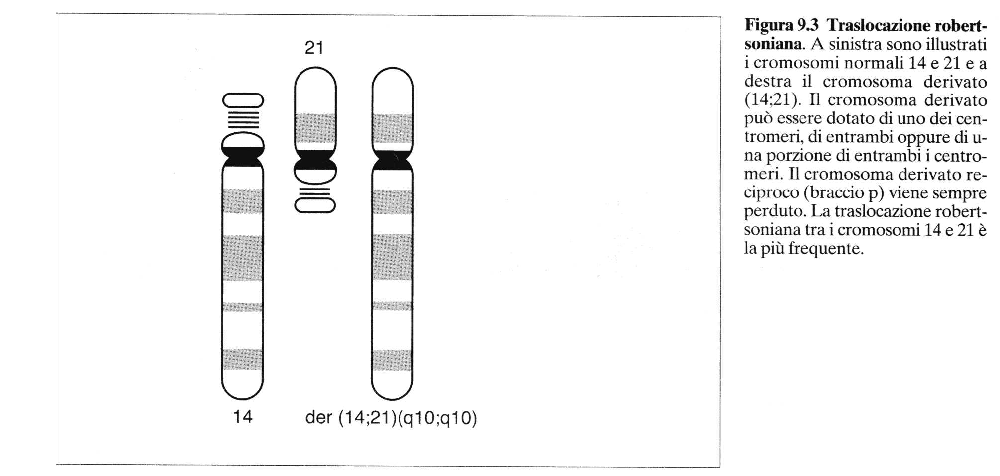 21
14
der (14;21)(q10;q10)
Figura 9.3 Traslocazione robert-
soniana. A sinistra sono illustrati
i cromosomi normali 14 e 21 e a
destra il cromosoma derivato
(14;21). Il cromosoma derivato
può essere dotato di uno dei cen-
tromeri, di entrambi oppure di u-
na porzione di entrambi i centro-
meri. Il cromosoma derivato re-
ciproco (braccio p) viene sempre
perduto. La traslocazione robert-
soniana tra i cromosomi 14 e 21 è
la più frequente.